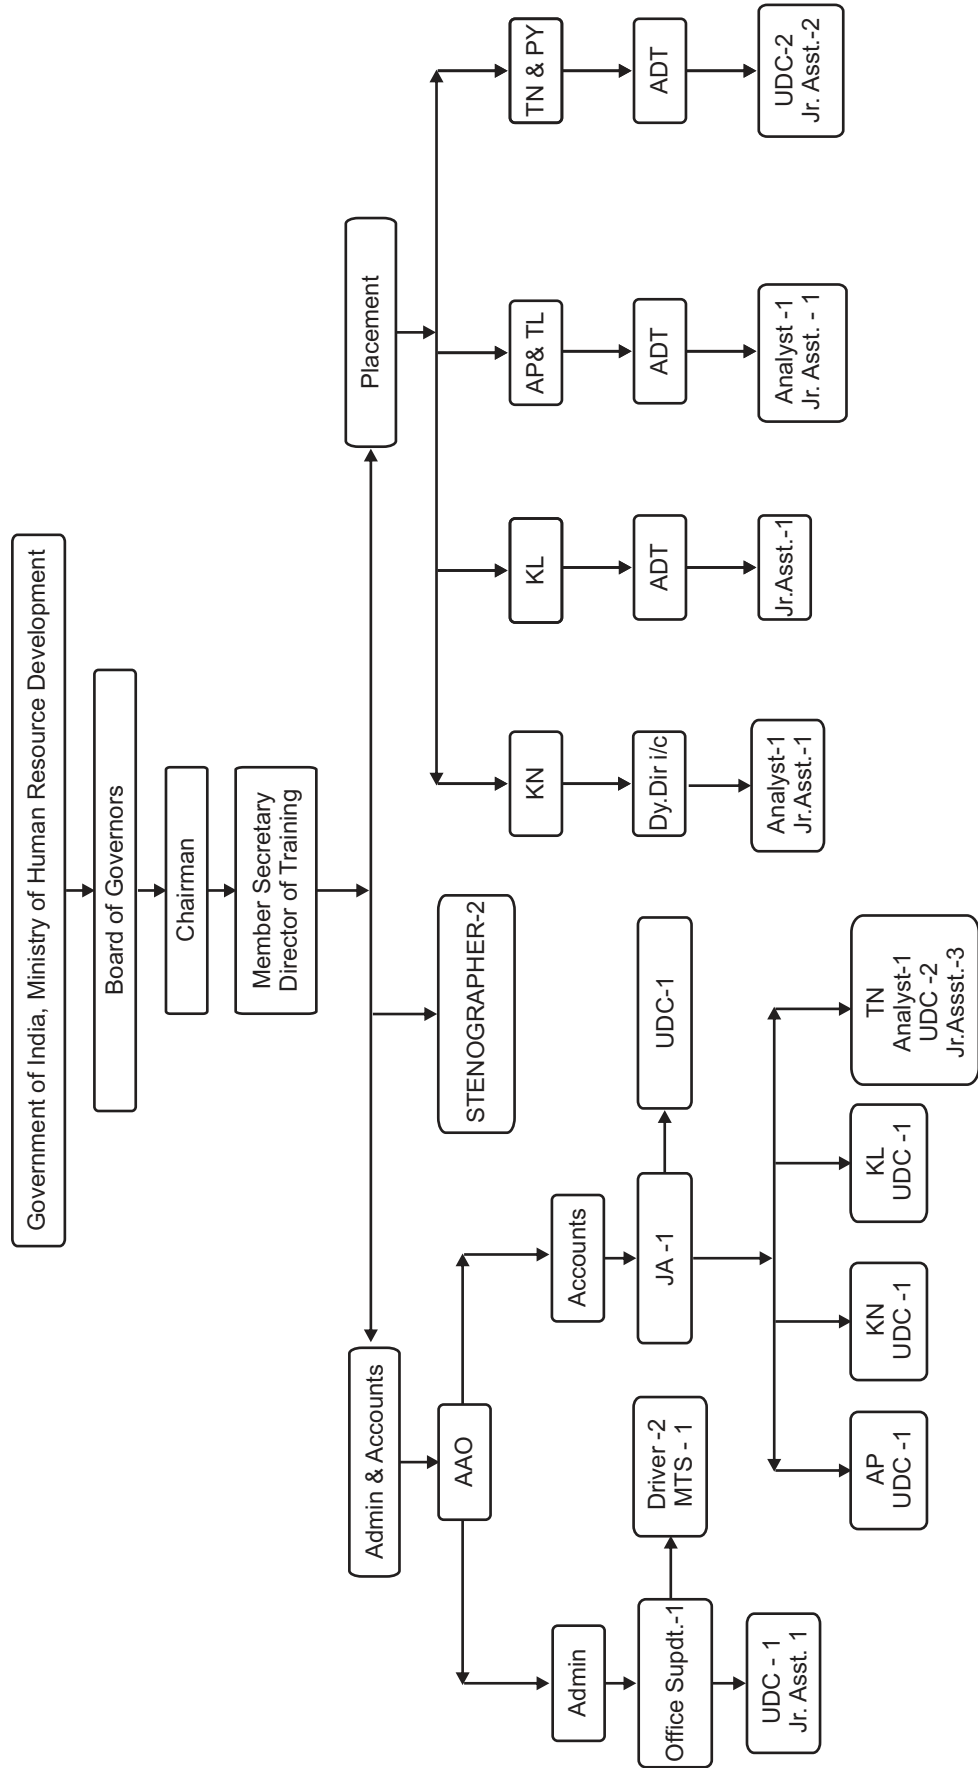 Government of India, Ministry of Human Resource Development
Board of Governors
Chairman
Member Secretary
Director of Training
Admin & Accounts
Placement
AAO
STENOGRAPHER-2
Admin
Accounts
KN
KL
AP& TL
TN & PY
Office Supdt.-1
Driver -2
MTS - 1
JA -1
UDC-1
Dy.Dir i/c
ADT
ADT
ADT
UDC - 1
Jr. Asst. 1
Analyst-1
Jr.Asst.-1
Jr.Asst.-1
Analyst -1
Jr. Asst. - 1
UDC-2
Jr. Asst.-2
AP
UDC -1
KN
UDC -1
KL
UDC -1
TN
Analyst-1
UDC -2
Jr.Assst.-3